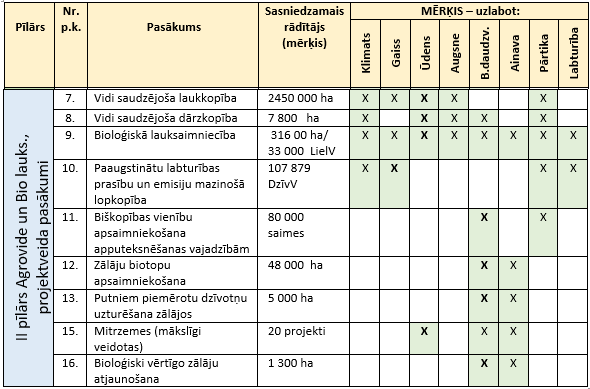 Pīlārs Nr. p.k. Pasākums Sasniedzamais rādītājs (mērķis) MĒRĶIS – uzlabot:
Klimats Gaiss Ūdens Augsne B.daudzv. Ainava Pārtika Labturība
II pīlārs Agrovide un Bio lauks., projektveida pasākumi
7. Vidi saudzējoša laukkopība 2450 000 ha X X X X X
8. Vidi saudzējoša dārzkopība 7 800 ha X X X X X
9. Bioloģiskā lauksaimniecība 316 00 ha/ X X X X X X X X
33 000 LielV
10. Paaugstinātu labturības 107 879 X X X X
prasību un emisiju mazinošā DzīvV
lopkopība
11. Biškopības vienību 80 000 X X
apsaimniekošana saimes
apputeksnēšanas vajadzībām
12. Zālāju biotopu 48 000 ha X X
apsaimniekošana
13. Putniem piemērotu dzīvotņu 5 000 ha X X
uzturēšana zālājos
15. Mitrzemes (mākslīgi 20 projekti X X X
veidotas)
16. Bioloģiski vērtīgo zālāju 1 300 ha X X
atjaunošana